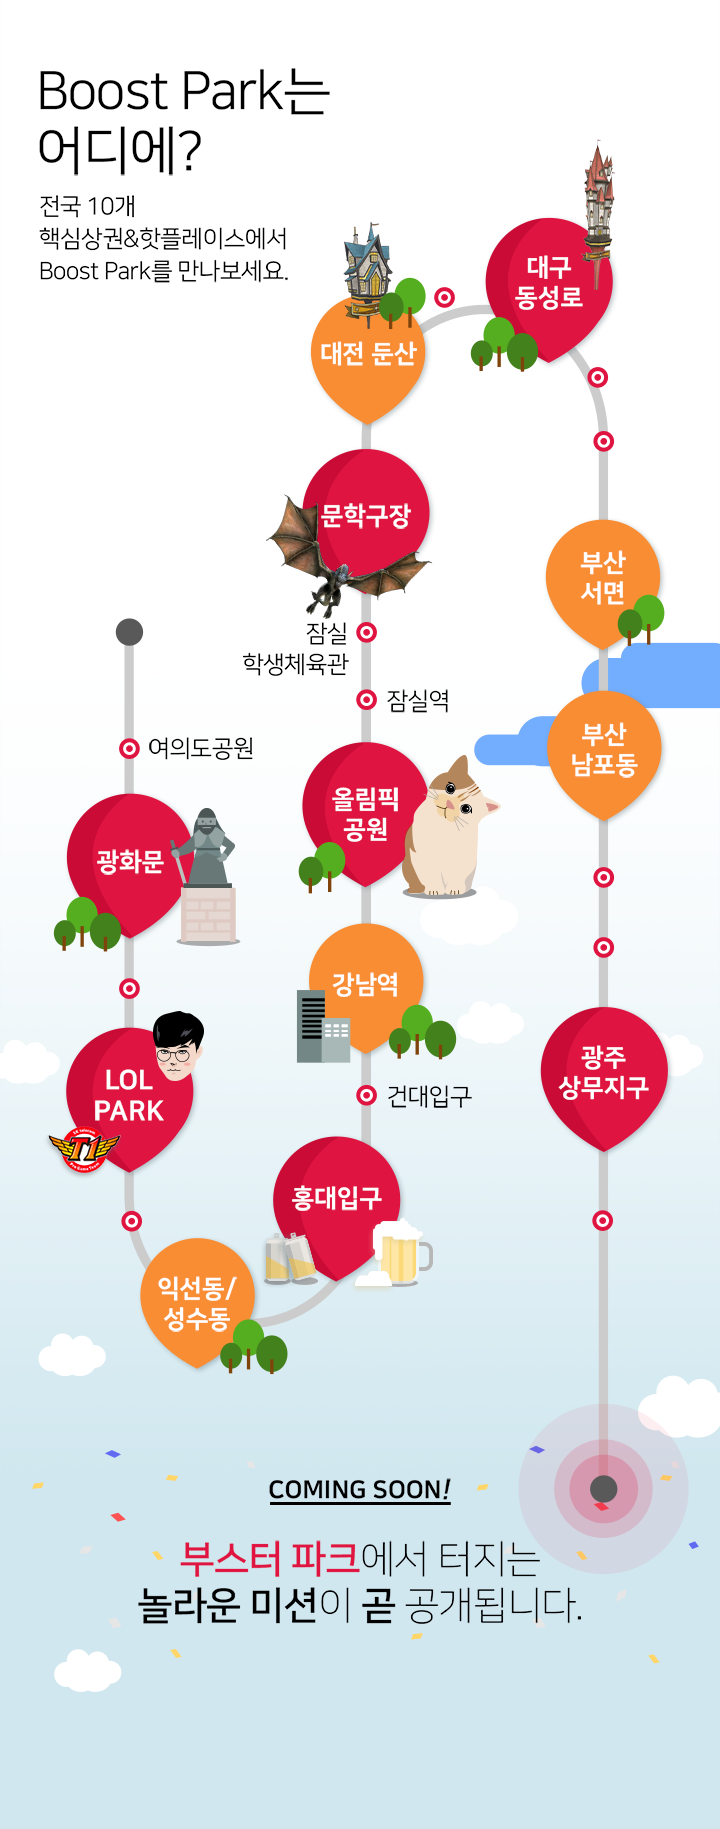 Boost Park는
어디에?
전국 10개
핵심상권&핫플레이스에서
Boost Park를 만나보세요.
대구
동성로
대전 둔산
문학구장
부산
서면
잠실
학생체육관
잠실역
부산
남포동
여의도공원
올림픽
공원
광화문
강남역
광주
상무지구
LOL
PARK
건대입구
SK telecom
T1
Pro Game Team
홍대입구
익선동/
성수동
COMING SOON!
부스터 파크에서 터지는
놀라운 미션이 곧 공개됩니다.